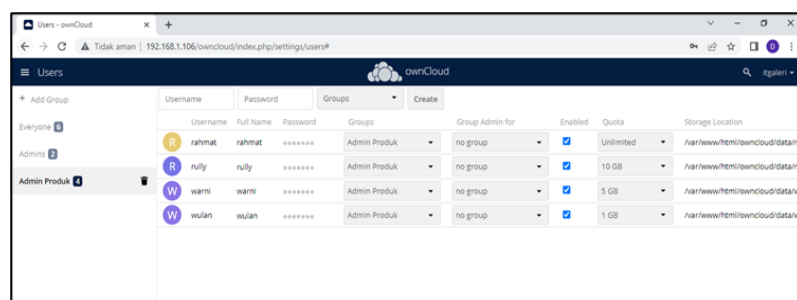 Users - ownCloud
Tidak aman 192.168.1.106/owncloud/index.php/settings/users#
D
Users
ownCloud
itgaleri
+ Add Group
Username Password Groups Create
Everyone 6
Username Full Name Password Groups Group Admin for Enabled Quota Storage Location
Admins 2
R rahmat rahmat Admin Produk no group Unlimited /var/www/html/owncloud/data/
Admin Produk 4
R rully rully Admin Produk no group 10 GB /var/www/html/owncloud/data/
W warni warni Admin Produk no group 5 GB /var/www/html/owncloud/data/
W wulan wulan Admin Produk no group 1 GB /var/www/html/owncloud/data/